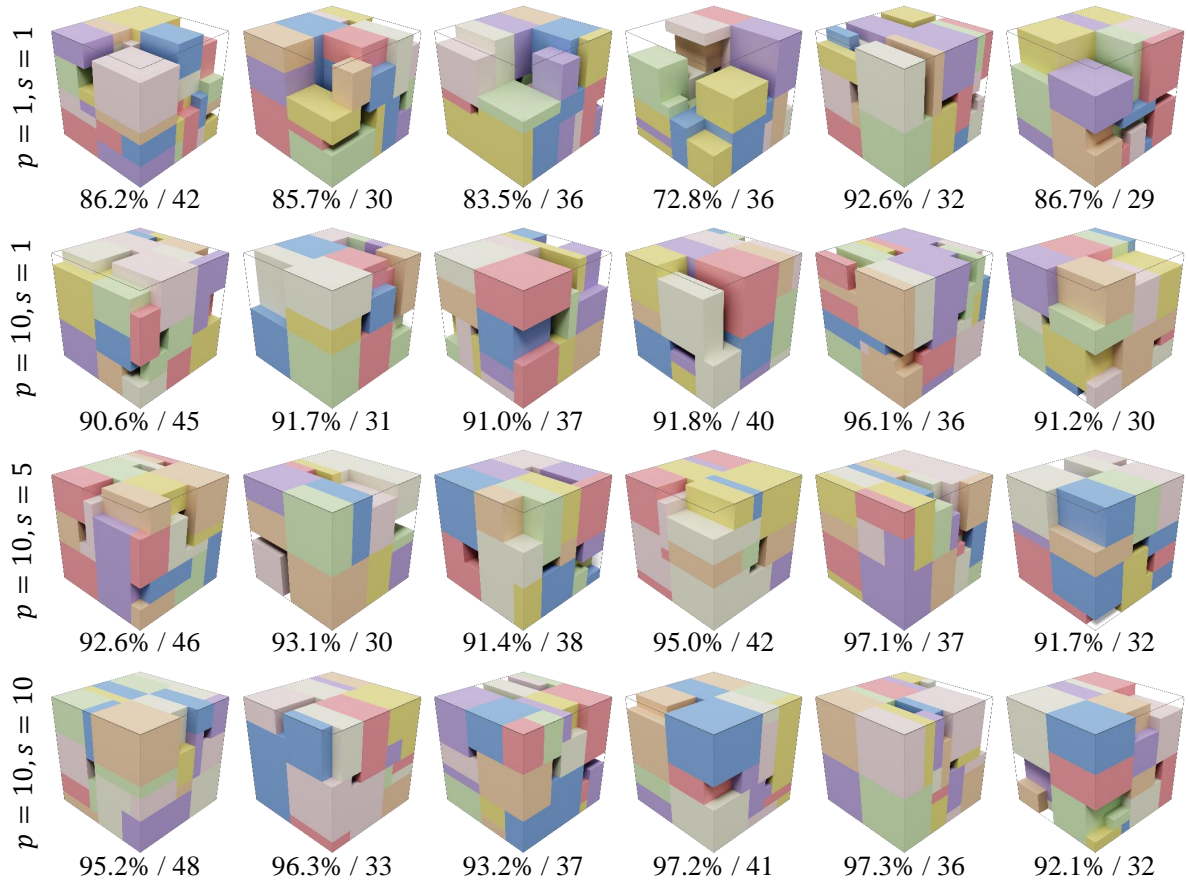 p = 1, s = 1
86.2% / 42 85.7% / 30 83.5% / 36 72.8% / 36 92.6% / 32 86.7% / 29
p = 10, s = 1
90.6% / 45 91.7% / 31 91.0% / 37 91.8% / 40 96.1% / 36 91.2% / 30
p = 10, s = 5
92.6% / 46 93.1% / 30 91.4% / 38 95.0% / 42 97.1% / 37 91.7% / 32
p = 10, s = 10
95.2% / 48 96.3% / 33 93.2% / 37 97.2% / 41 97.3% / 36 92.1% / 32